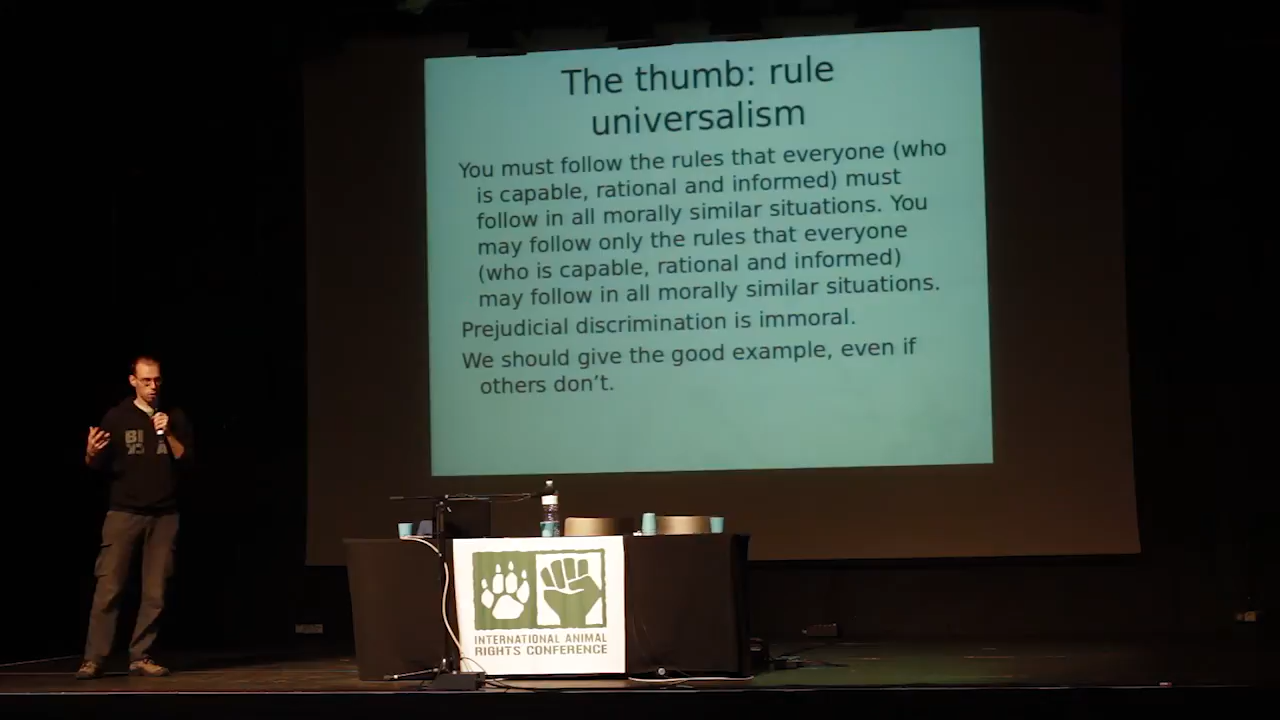 The thumb: rule
universalism
You must follow the rules that everyone (who
is capable, rational and informed) must
follow in all morally similar situations. You
may follow only the rules that everyone
(who is capable, rational and informed)
may follow in all morally similar situations.
Prejudicial discrimination is immoral.
We should give the good example, even if
others don't.
INTERNATIONAL ANIMAL
RIGHTS CONFERENCE